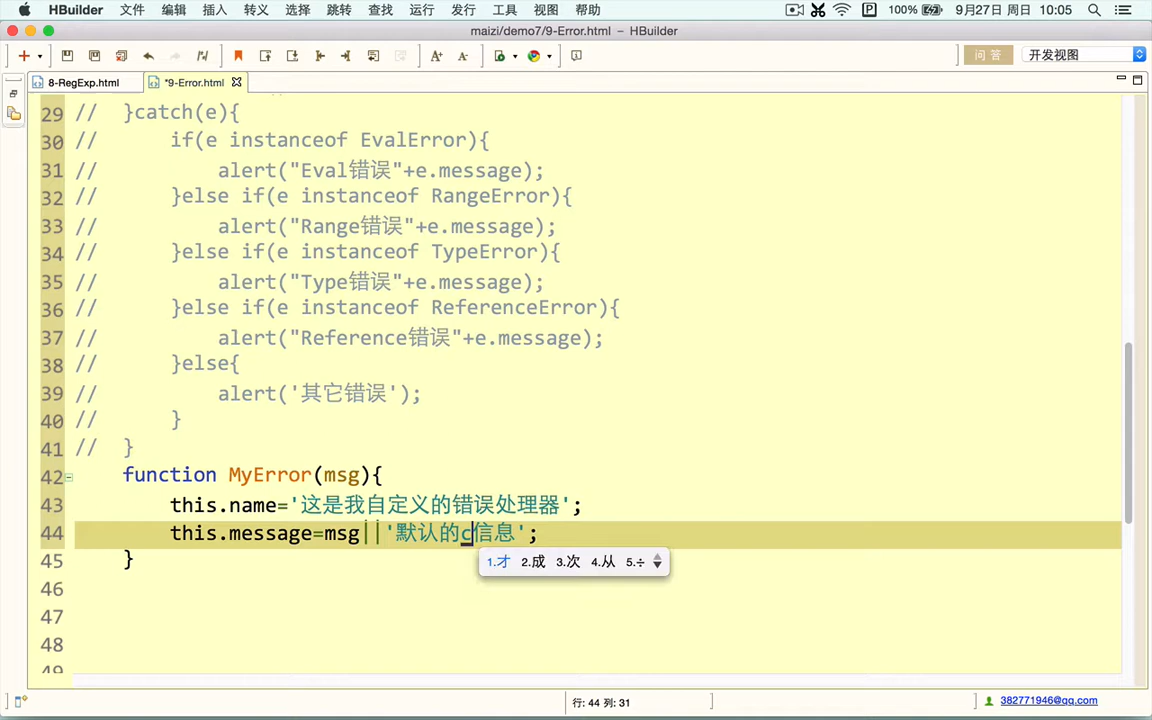 HBuilder 文件 编辑 插入 转义 选择 跳转 查找 运行 发行 工具 视图 帮助 100% 9月27日 周日 10:05
maizi/demo7/9-Error.html — HBuilder
问 答 开发视图
8-RegExp.html *9-Error.html
29 // }catch(e){
30 // if(e instanceof EvalError){
31 // alert("Eval错误"+e.message);
32 // }else if(e instanceof RangeError){
33 // alert("Range错误"+e.message);
34 // }else if(e instanceof TypeError){
35 // alert("Type错误"+e.message);
36 // }else if(e instanceof ReferenceError){
37 // alert("Reference错误"+e.message);
38 // }else{
39 // alert('其它错误');
40 // }
41 // }
42 function MyError(msg){
43 this.name='这是我自定义的错误处理器';
44 this.message=msg||'默认的c信息';
45 }
1.才 2.成 3.次 4.从 5.÷
46
47
48
49
行: 44 列: 31
382771946@qq.com